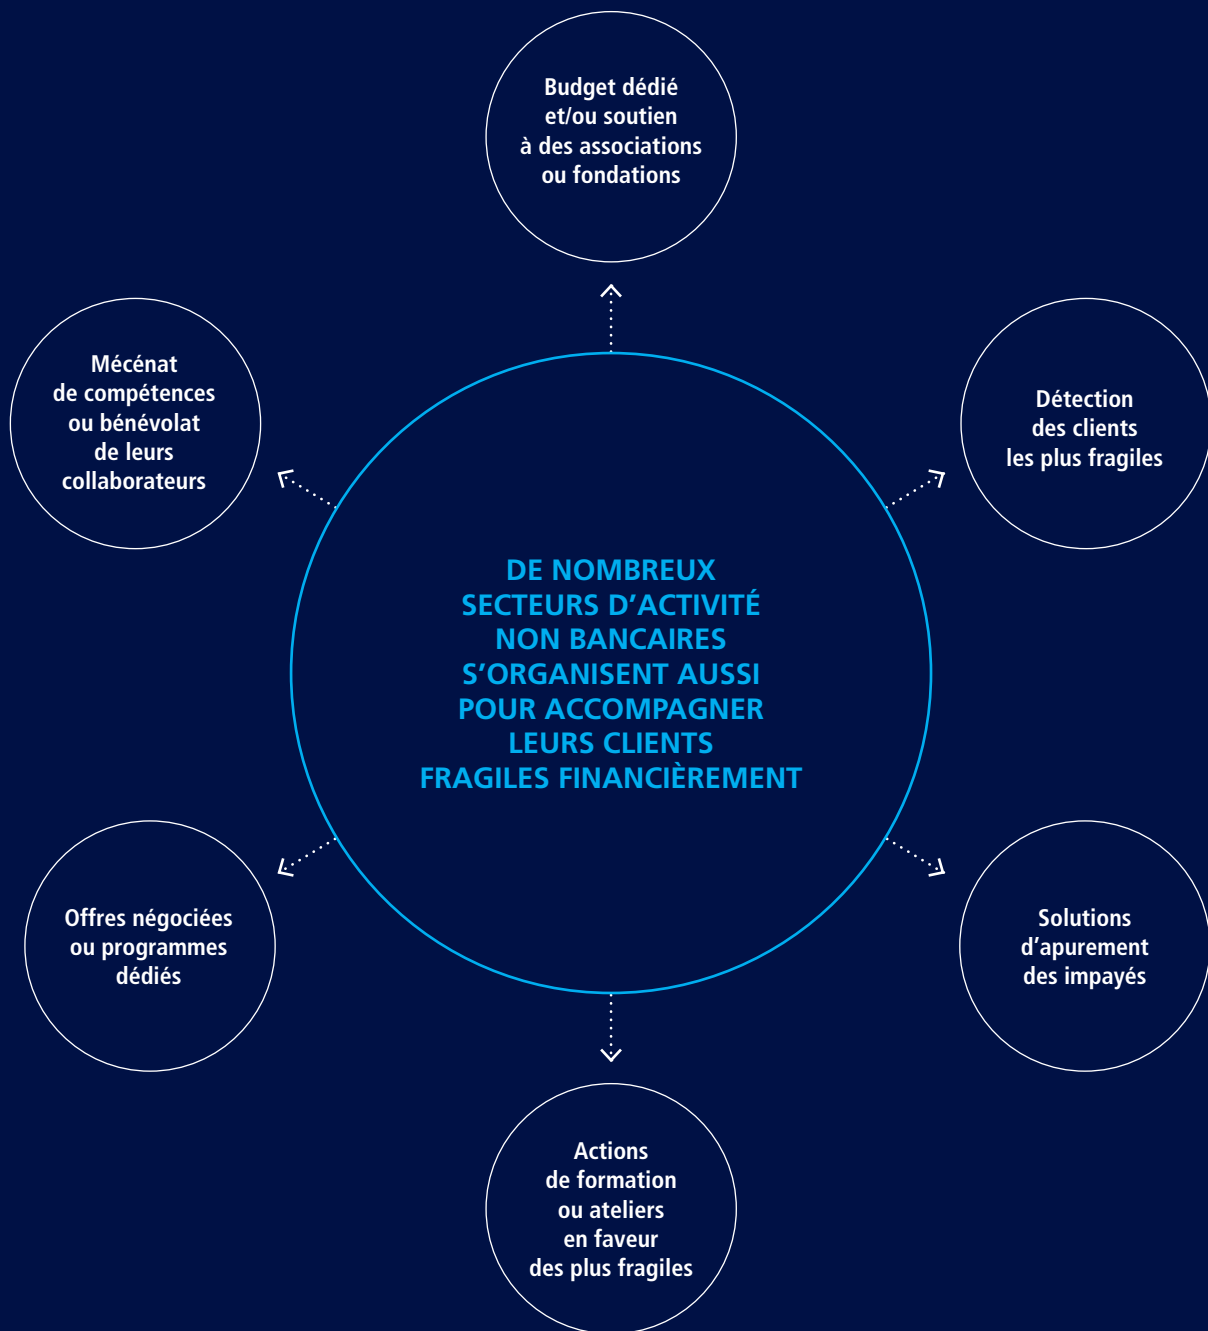 Budget dédié
et/ou soutien
à des associations
ou fondations
Mécénat
de compétences
ou bénévolat
de leurs
collaborateurs
Détection
des clients
les plus fragiles
DE NOMBREUX
SECTEURS D’ACTIVITÉ
NON BANCAIRES
S’ORGANISENT AUSSI
POUR ACCOMPAGNER
LEURS CLIENTS
FRAGILES FINANCIÈREMENT
Offres négociées
ou programmes
dédiés
Solutions
d’apurement
des impayés
Actions
de formation
ou ateliers
en faveur
des plus fragiles